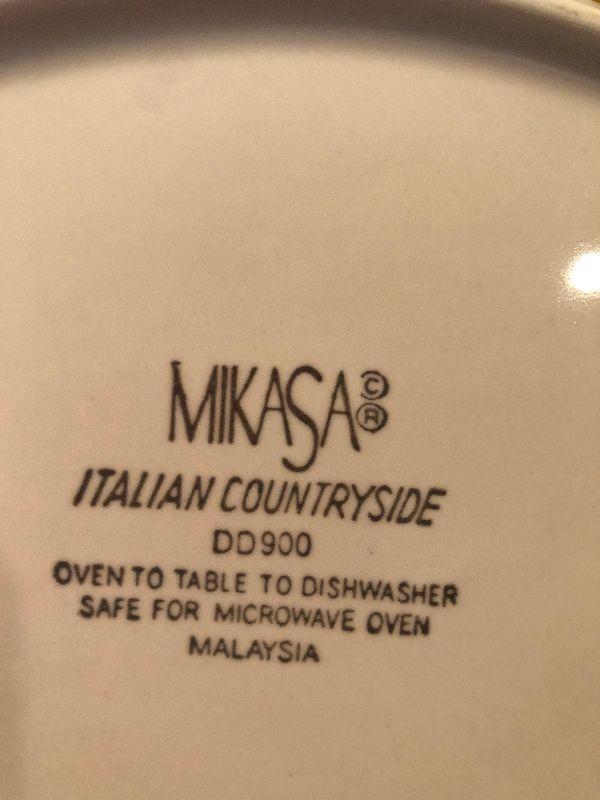 MIKASA ©®
ITALIAN COUNTRYSIDE
DD900
OVEN TO TABLE TO DISHWASHER
SAFE FOR MICROWAVE OVEN
MALAYSIA